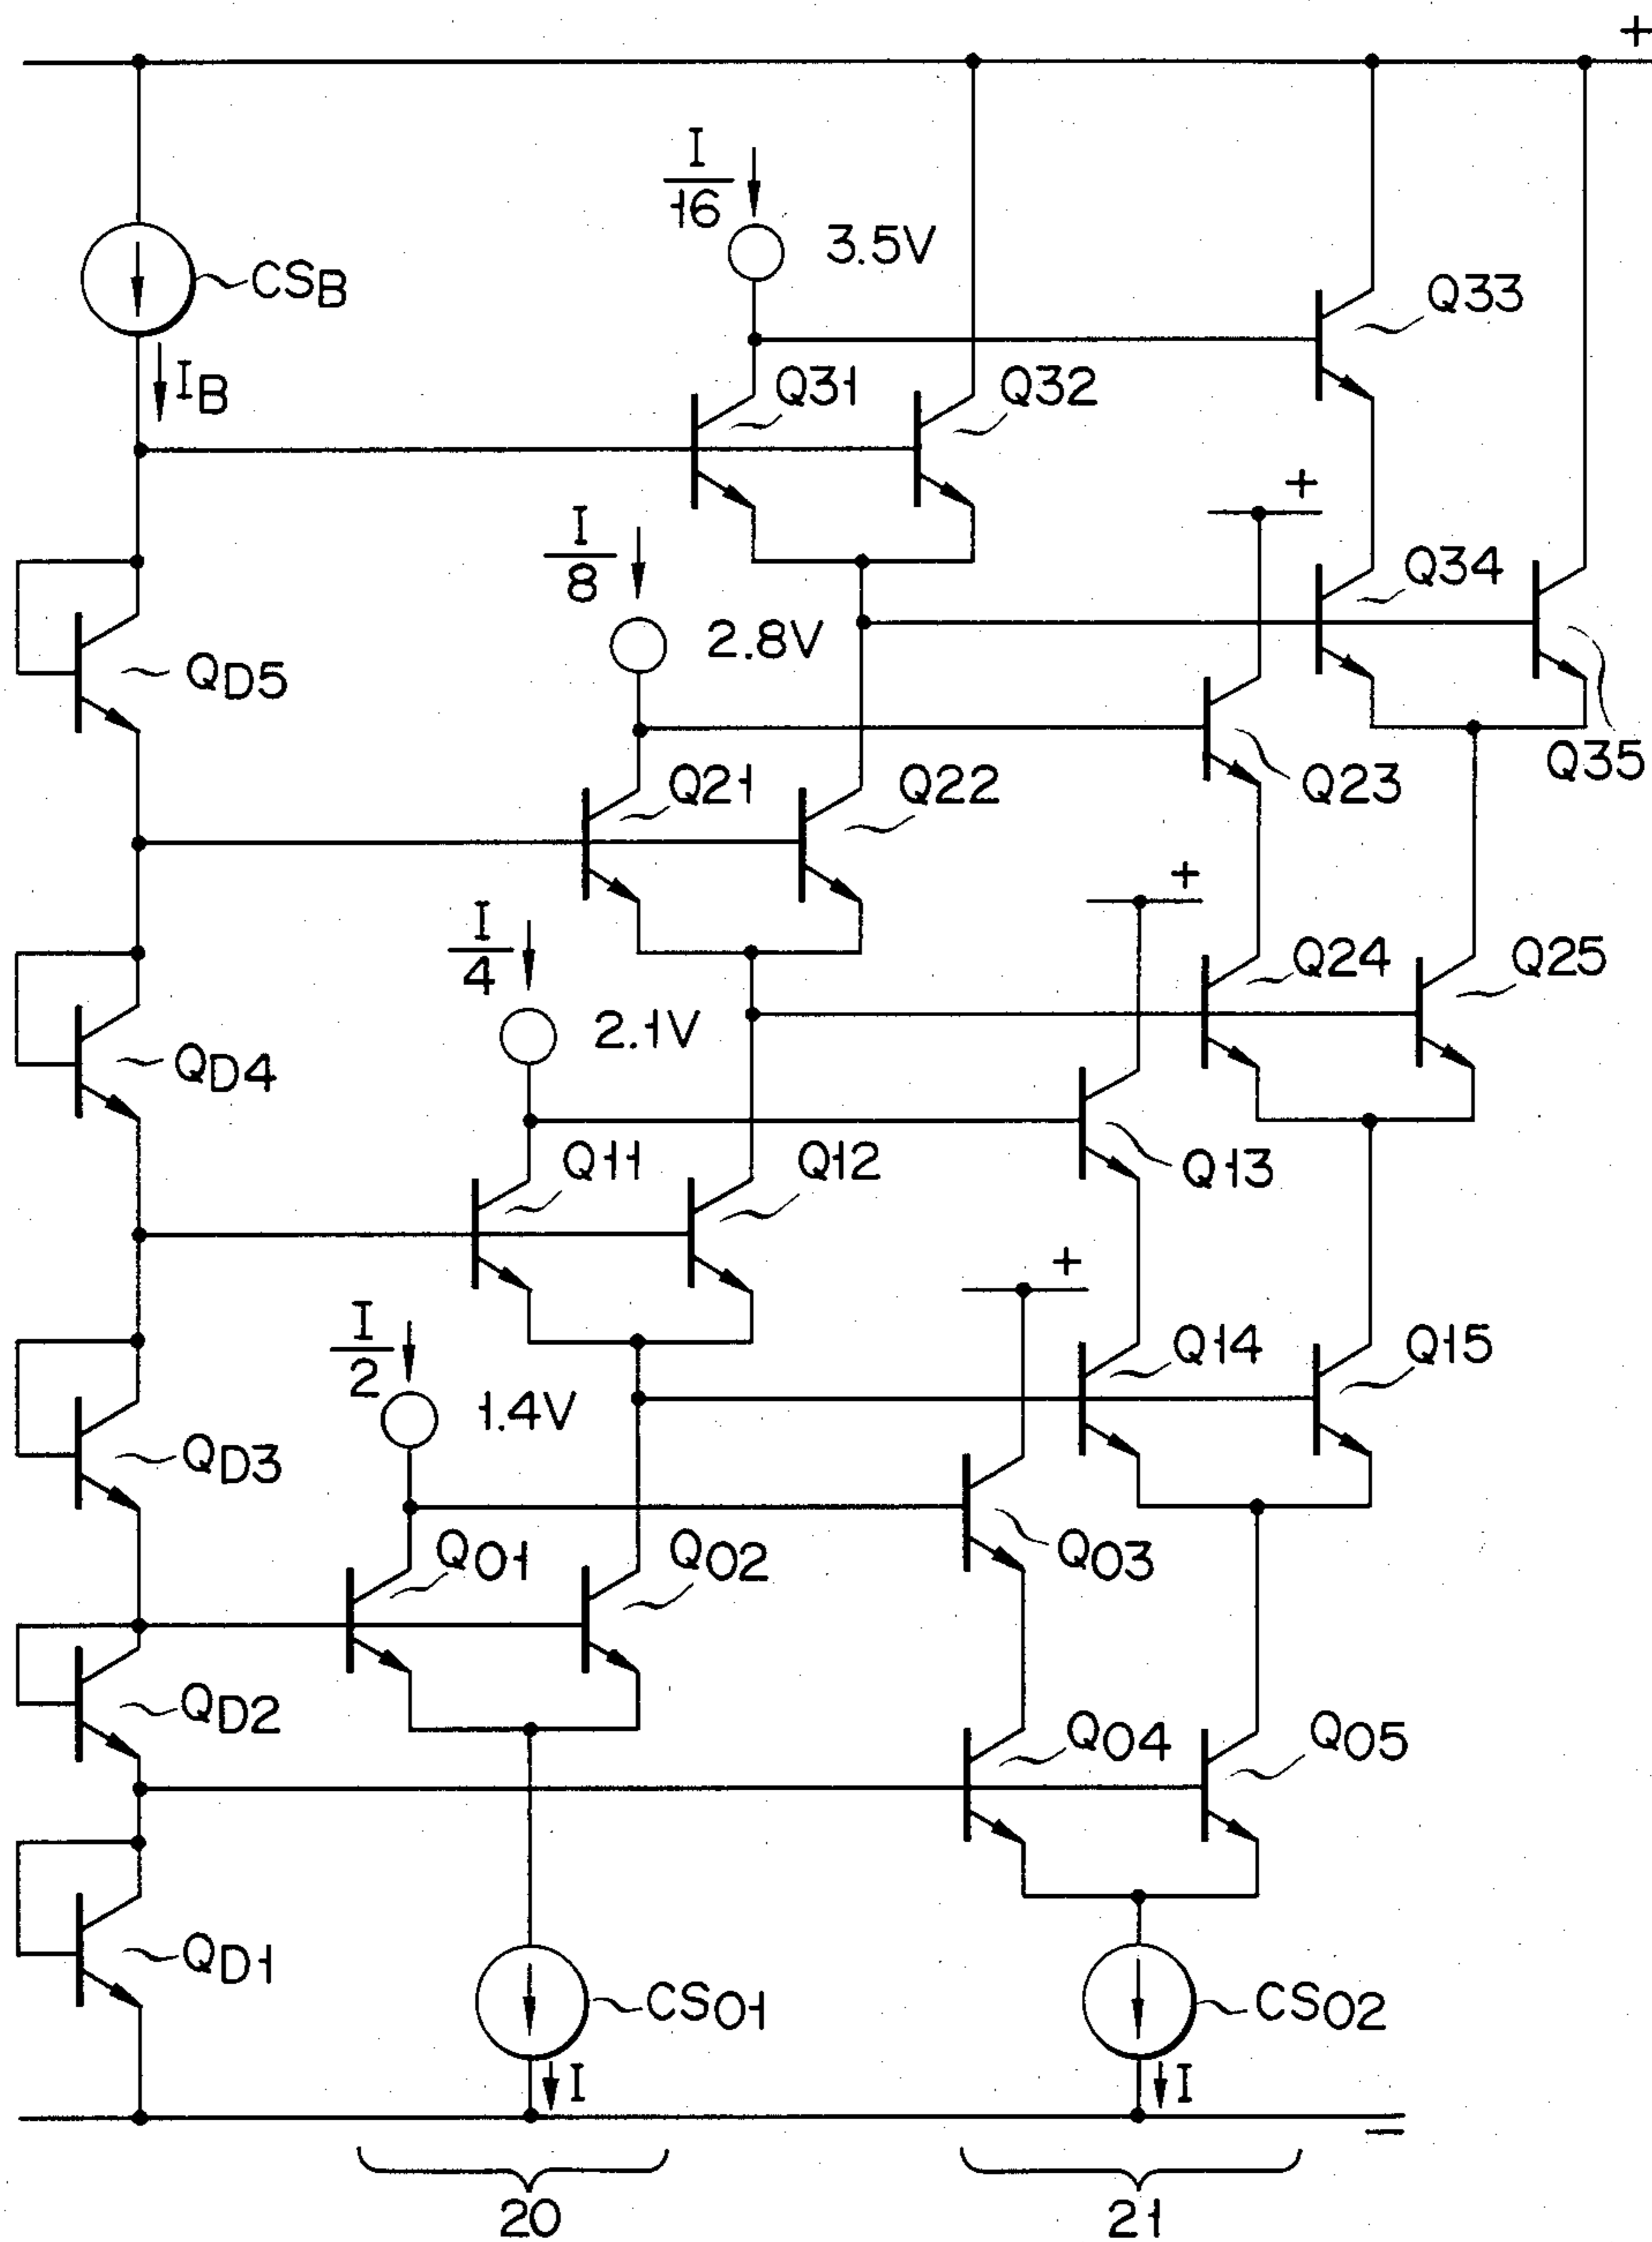 +
I/16
3.5V
CSB
Q33
IB
Q31
Q32
+
I/8
2.8V
Q34
QD5
Q35
Q21
Q22
Q23
+
I/4
2.1V
Q24
Q25
QD4
Q11
Q12
Q13
+
I/2
1.4V
Q14
Q15
QD3
Q01
Q02
Q03
QD2
Q04
Q05
QD1
CS01
CS02
I
I
−
20
21